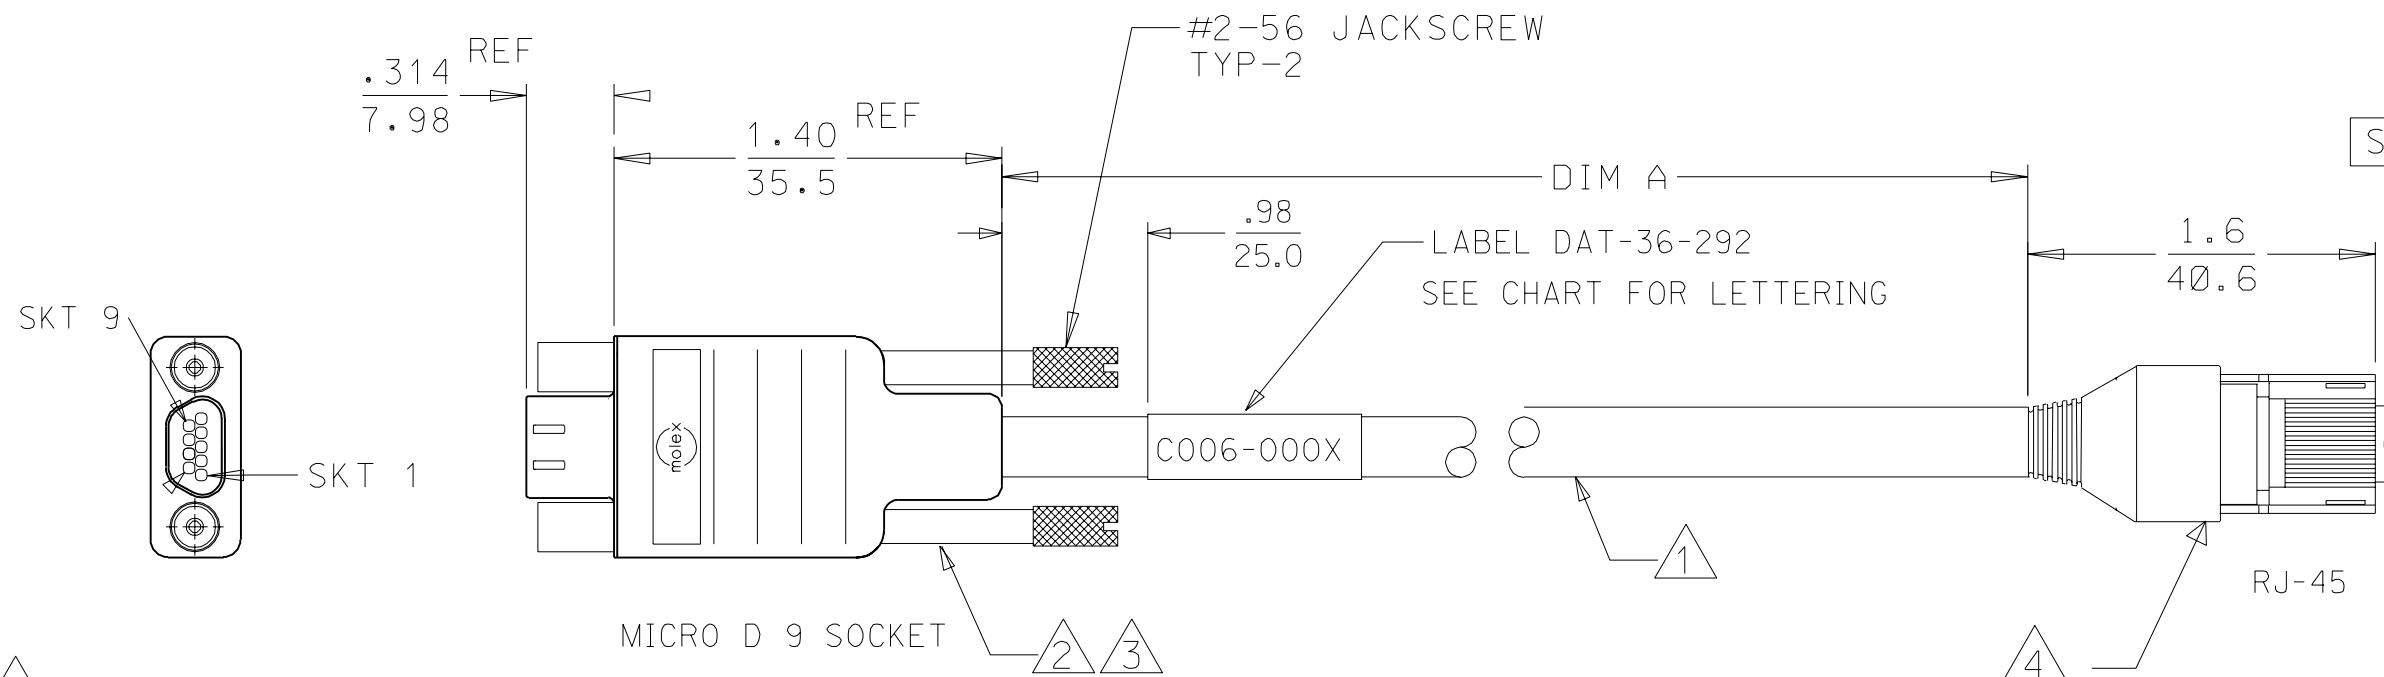 #2-56 JACKSCREW
TYP-2
.314 REF
7.98
1.40 REF
35.5
DIM A
.98
25.0
LABEL DAT-36-292
SEE CHART FOR LETTERING
1.6
40.6
S
SKT 9
SKT 1
molex
C006-000X
1
RJ-45
MICRO D 9 SOCKET
2
3
4